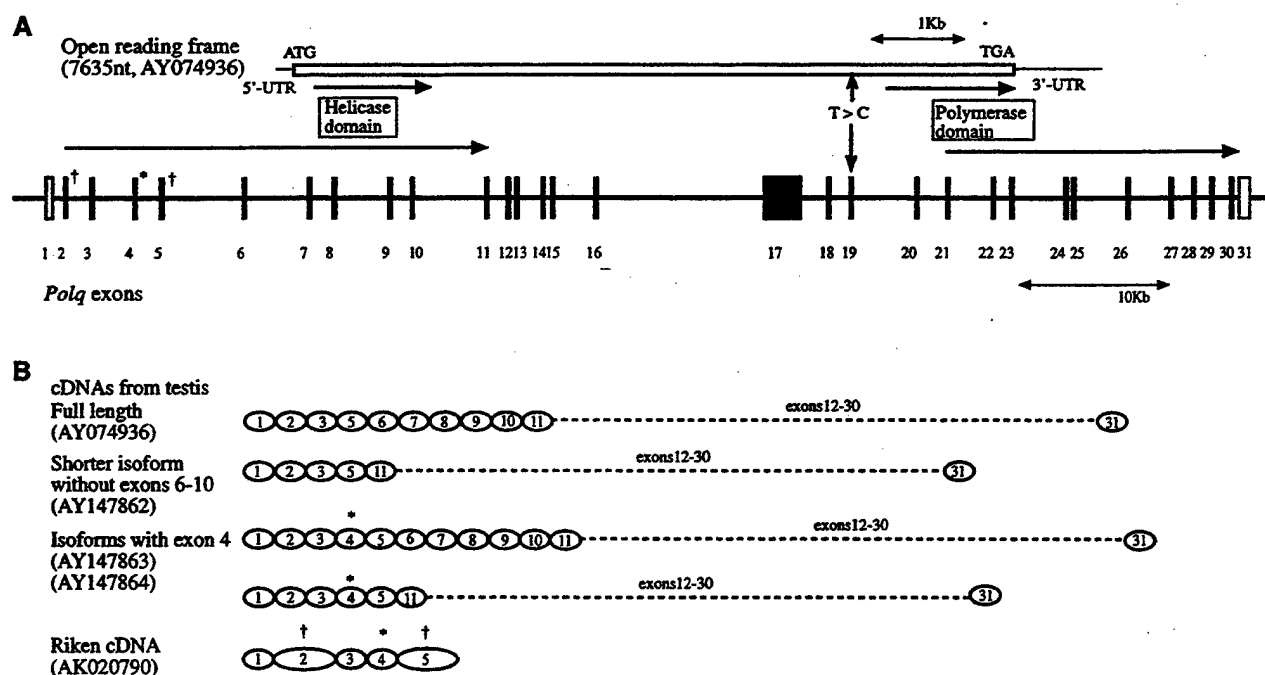 A
Open reading frame
(7635nt, AY074936)
ATG
1Kb
TGA
5'-UTR
3'-UTR
Helicase
domain
T > C
Polymerase
domain
† * †
1 2 3 4 5 6 7 8 9 10 11 12 13 14 15 16 17 18 19 20 21 22 23 24 25 26 27 28 29 30 31
Polq exons
10Kb
B
cDNAs from testis
Full length
(AY074936)
1 2 3 5 6 7 8 9 10 11 exons12-30 31
Shorter isoform
without exons 6-10
(AY147862)
1 2 3 5 11 exons12-30 31
*
Isoforms with exon 4
(AY147863)
(AY147864)
1 2 3 4 5 6 7 8 9 10 11 exons12-30 31
*
1 2 3 4 5 11 exons12-30 31
† * †
Riken cDNA
(AK020790)
1 2 3 4 5